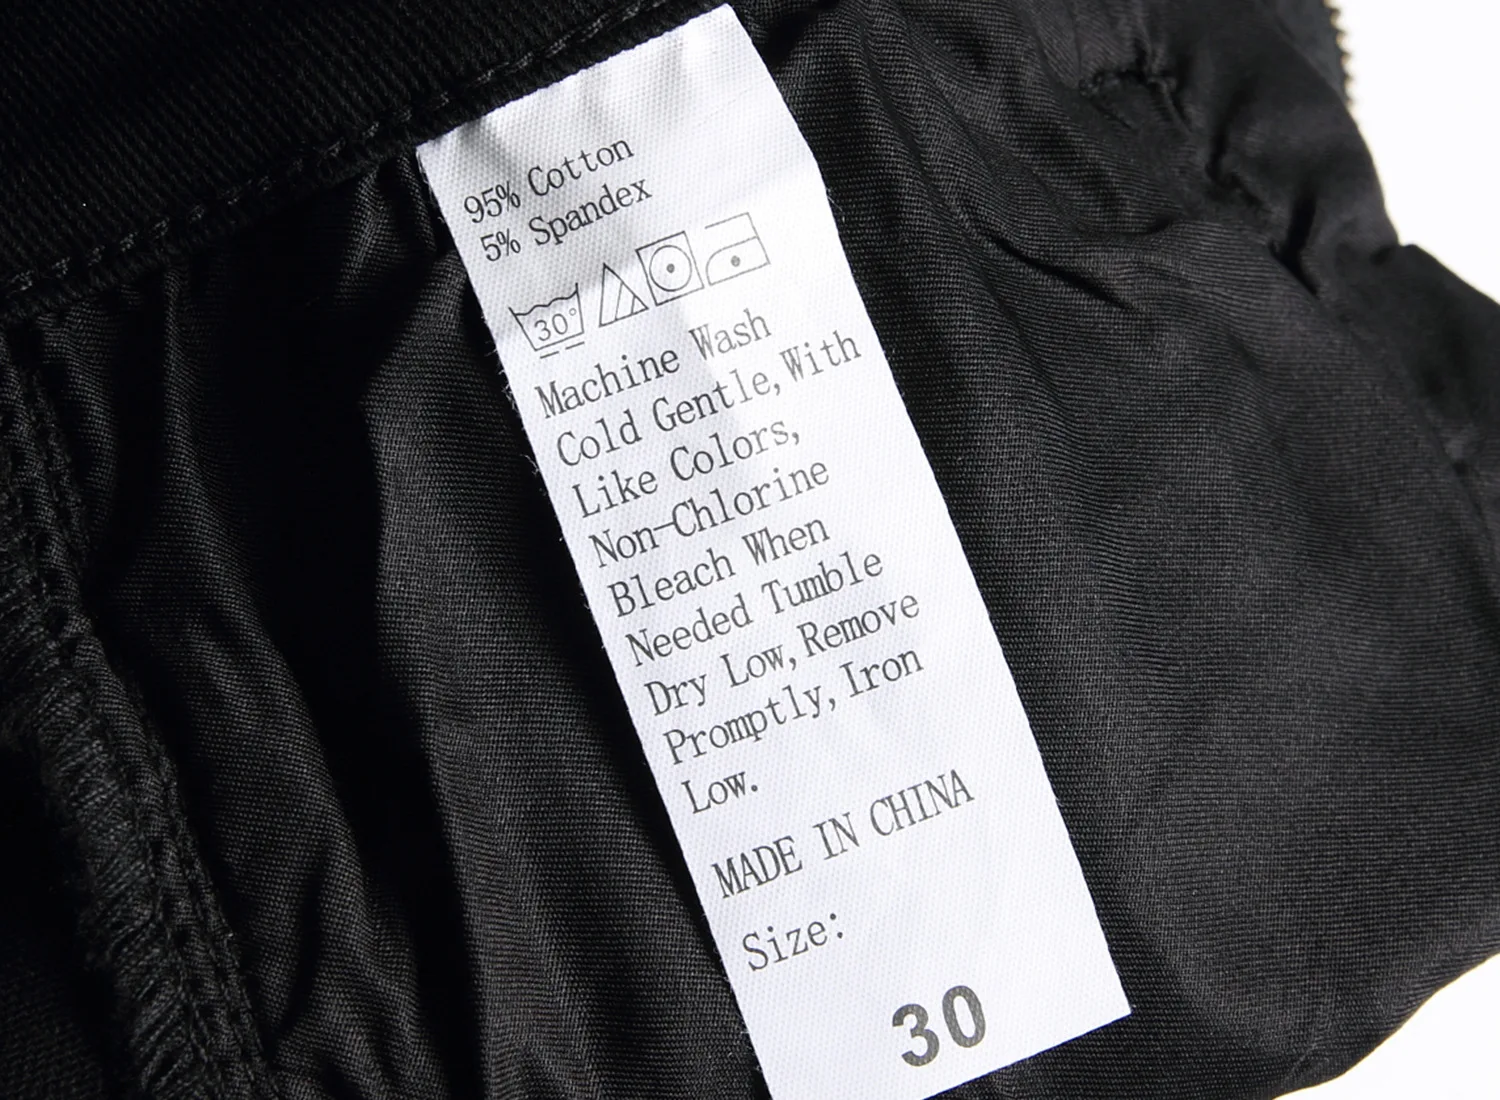 95% Cotton
5% Spandex
30°
Machine Wash
Cold Gentle, With
Like Colors,
Non-Chlorine
Bleach When
Needed Tumble
Dry Low, Remove
Promptly, Iron
Low.
MADE IN CHINA
Size:
30